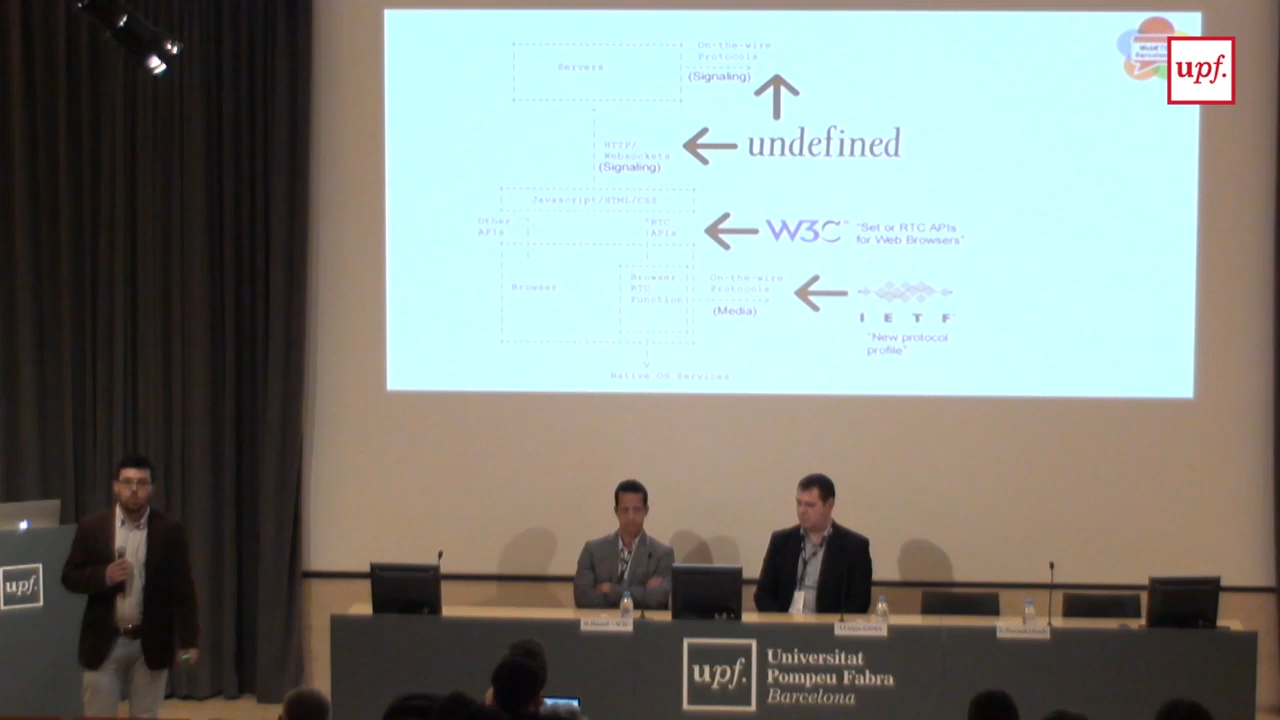 On-the-wire
Protocols
(Signaling)
Servers
undefined
HTTP/
Websockets
(Signaling)
Javascript/HTML/CSS
Other
APIs
RTC
APIs
W3C
"Set or RTC APIs
for Web Browsers"
Browser
Browser
RTC
Function
On-the-wire
Protocols
(Media)
I E T F
"New protocol
profile"
Native OS Services
upf.
upf.
upf.
Universitat
Pompeu Fabra
Barcelona